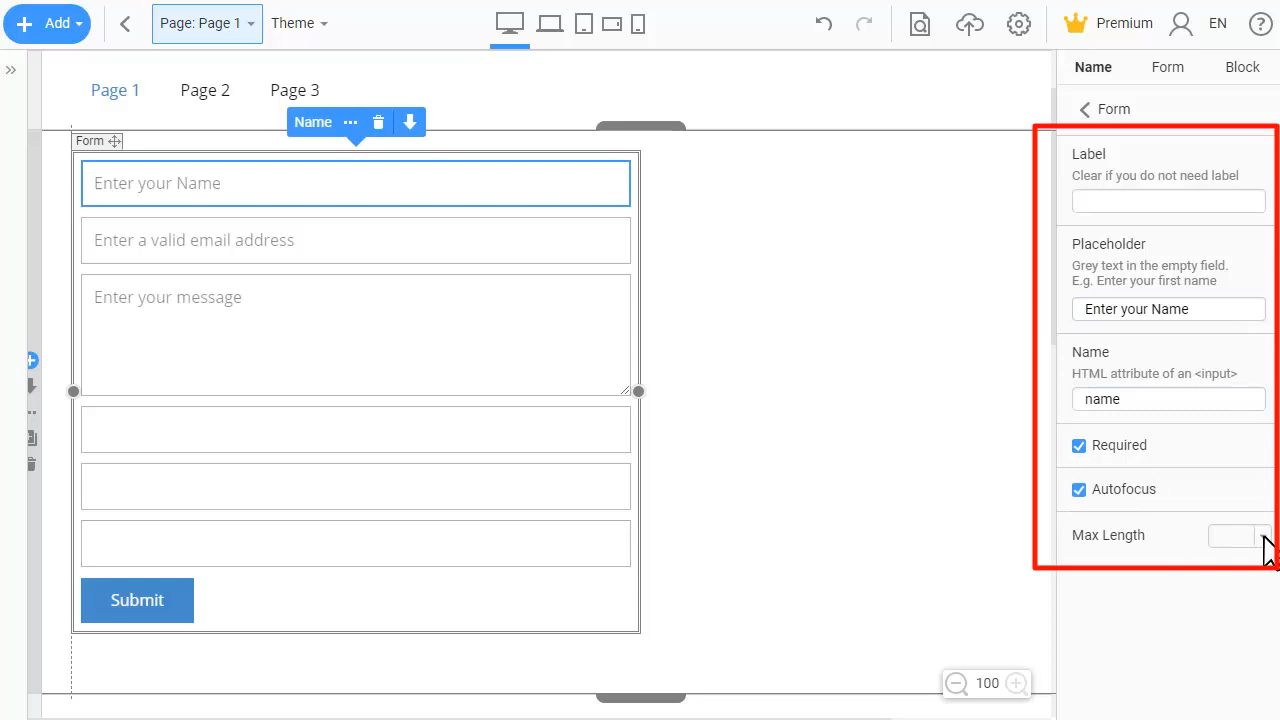 Add
Page: Page 1
Theme
Premium
EN
Page 1
Page 2
Page 3
Name
Form
Enter your Name
Enter a valid email address
Enter your message
Submit
100
Name
Form
Block
Form
Label
Clear if you do not need label
Placeholder
Grey text in the empty field.
E.g. Enter your first name
Enter your Name
Name
HTML attribute of an <input>
name
Required
Autofocus
Max Length